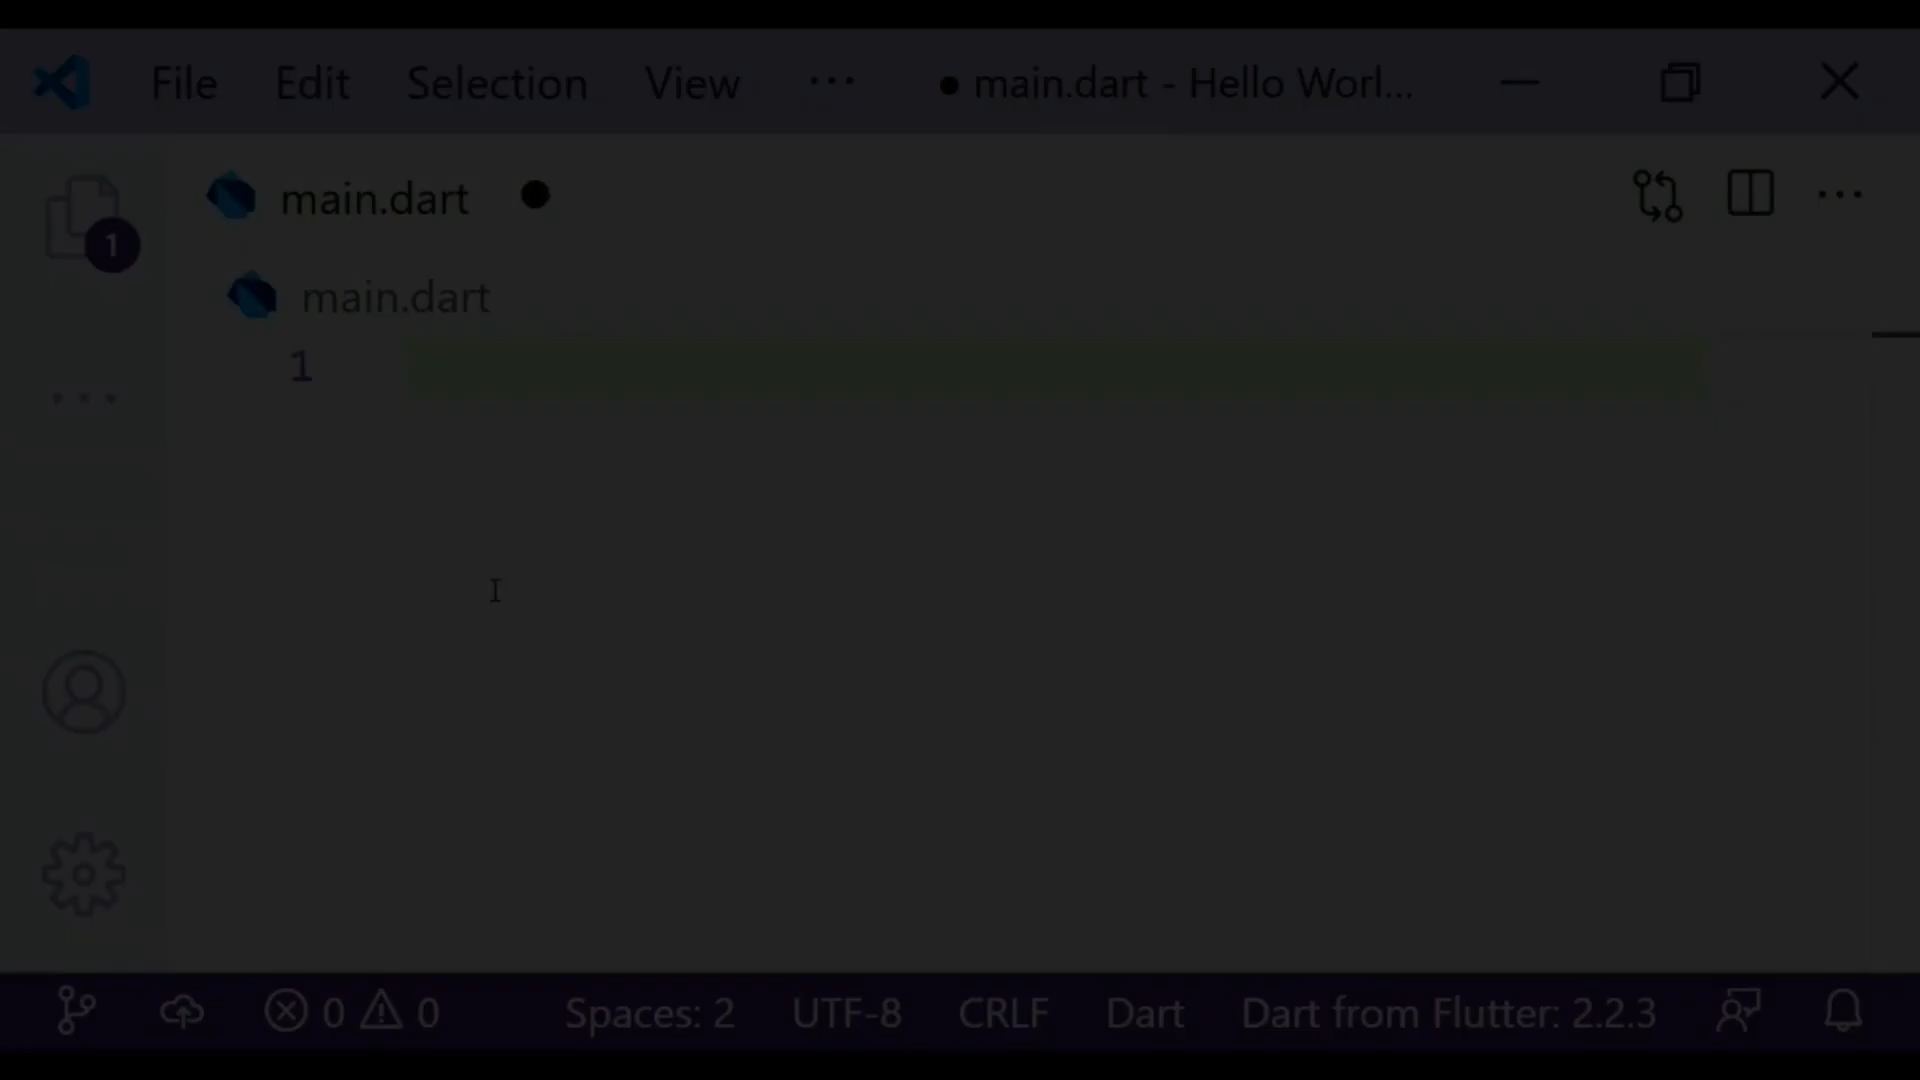 File Edit Selection View ··· ● main.dart - Hello Worl...
main.dart ●
1
main.dart
1
0 0 Spaces: 2 UTF-8 CRLF Dart Dart from Flutter: 2.2.3